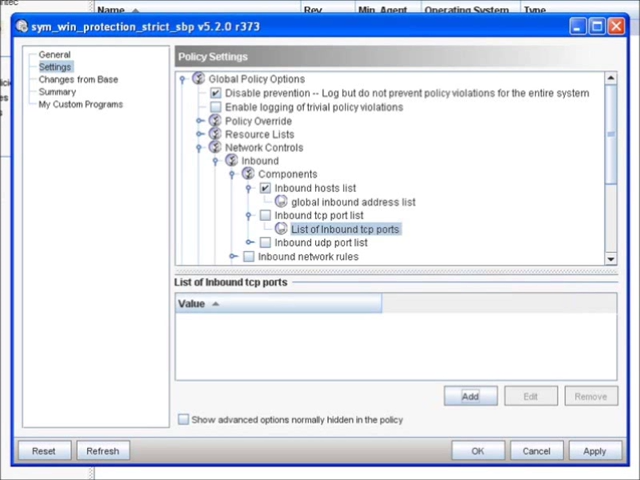 Name Rev Min. Agent Operating System Type
sym_win_protection_strict_sbp v5.2.0 r373
General
Settings
Changes from Base
Summary
My Custom Programs
Policy Settings
Global Policy Options
Disable prevention -- Log but do not prevent policy violations for the entire system
Enable logging of trivial policy violations
Policy Override
Resource Lists
Network Controls
Inbound
Components
Inbound hosts list
global inbound address list
Inbound tcp port list
List of Inbound tcp ports
Inbound udp port list
Inbound network rules
List of Inbound tcp ports
Value
Add Edit Remove
Show advanced options normally hidden in the policy
Reset Refresh OK Cancel Apply